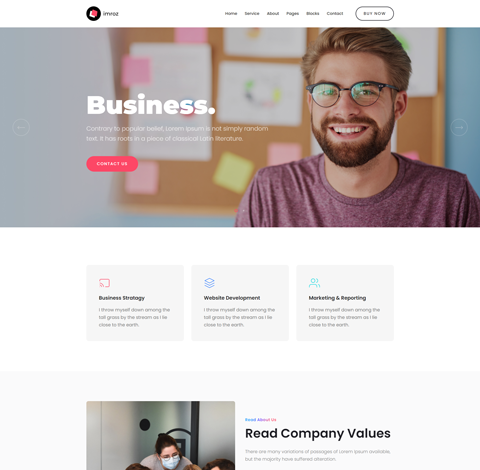 imroz
Home Service About Pages Blocks Contact BUY NOW
Business.
Contrary to popular belief, Lorem Ipsum is not simply random
text. It has roots in a piece of classical Latin literature.
CONTACT US
Business Stratagy
I throw myself down among the
tall grass by the stream as I lie
close to the earth.
Website Development
I throw myself down among the
tall grass by the stream as I lie
close to the earth.
Marketing & Reporting
I throw myself down among the
tall grass by the stream as I lie
close to the earth.
Read About Us
Read Company Values
There are many variations of passages of Lorem Ipsum available,
but the majority have suffered alteration.